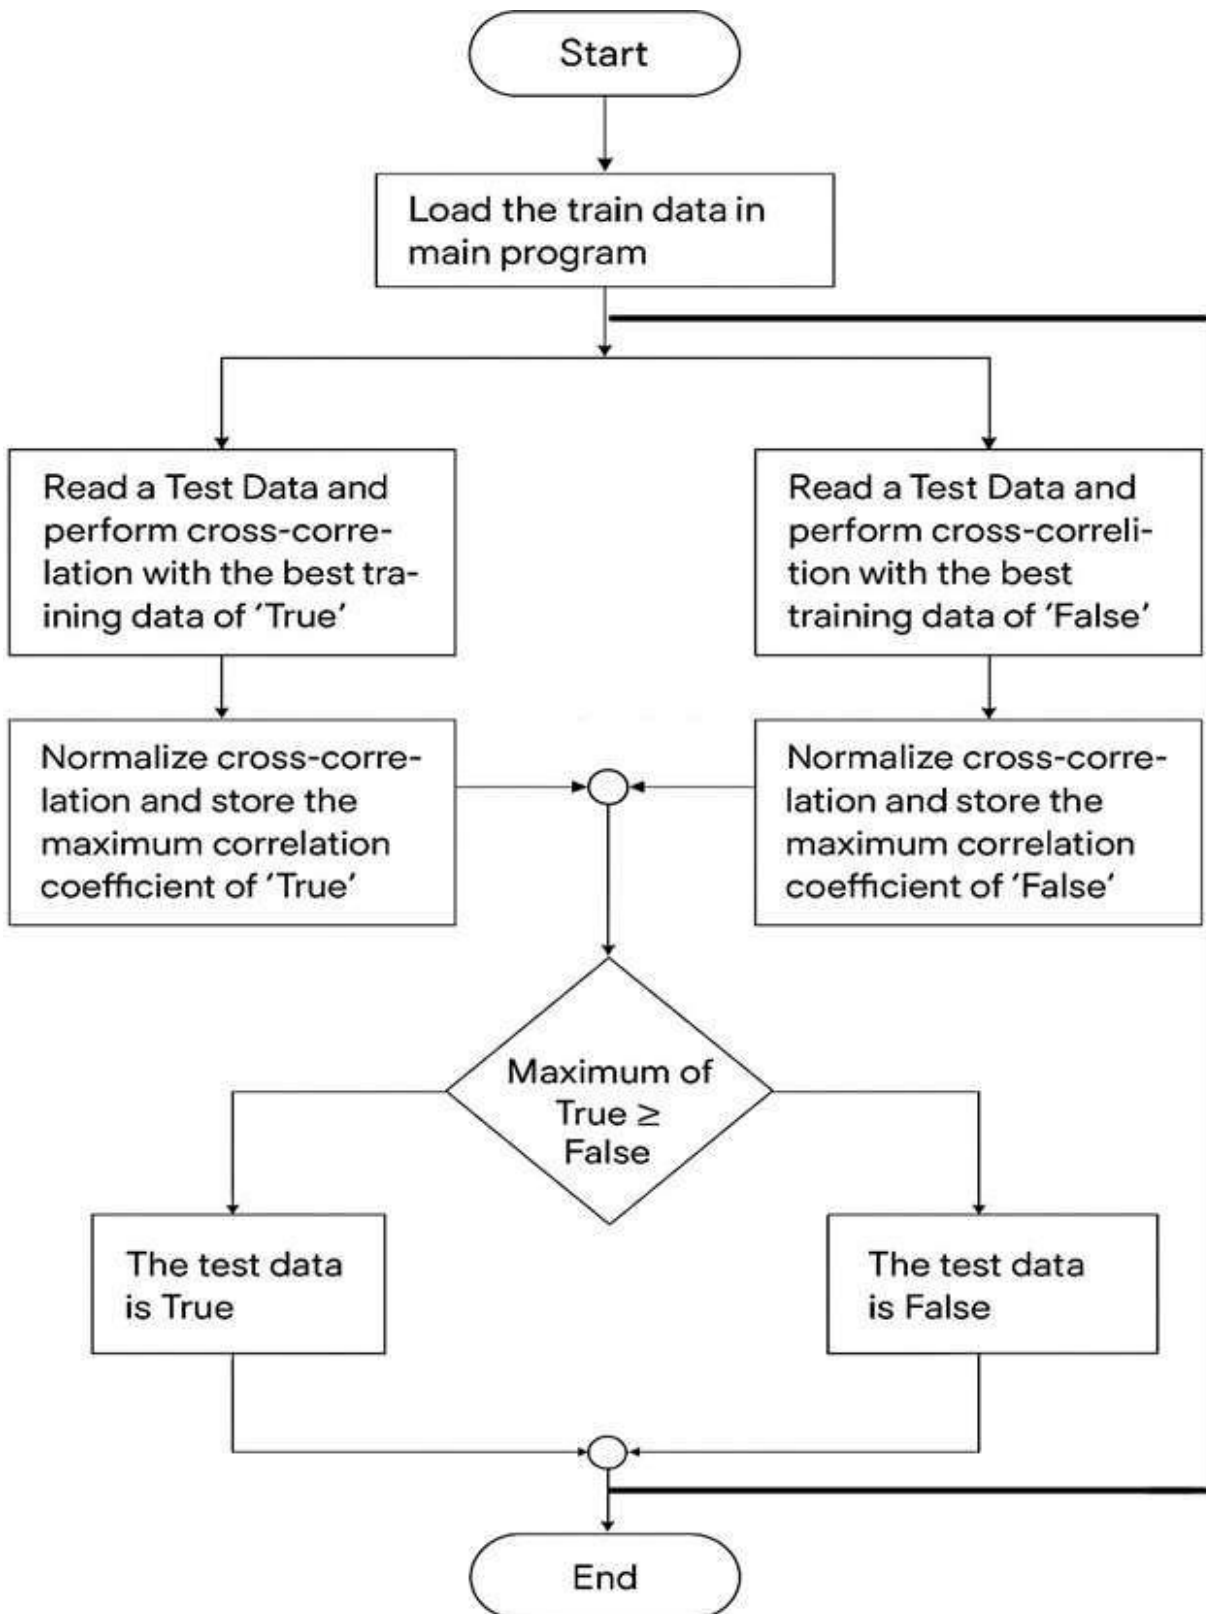 Start
Load the train data in
main program
Read a Test Data and
perform cross-corre-
lation with the best tra-
ining data of ‘True’
Read a Test Data and
perform cross-correli-
tion with the best
training data of ‘False’
Normalize cross-corre-
lation and store the
maximum correlation
coefficient of ‘True’
Normalize cross-corre-
lation and store the
maximum correlation
coefficient of ‘False’
Maximum of
True ≥
False
The test data
is True
The test data
is False
End